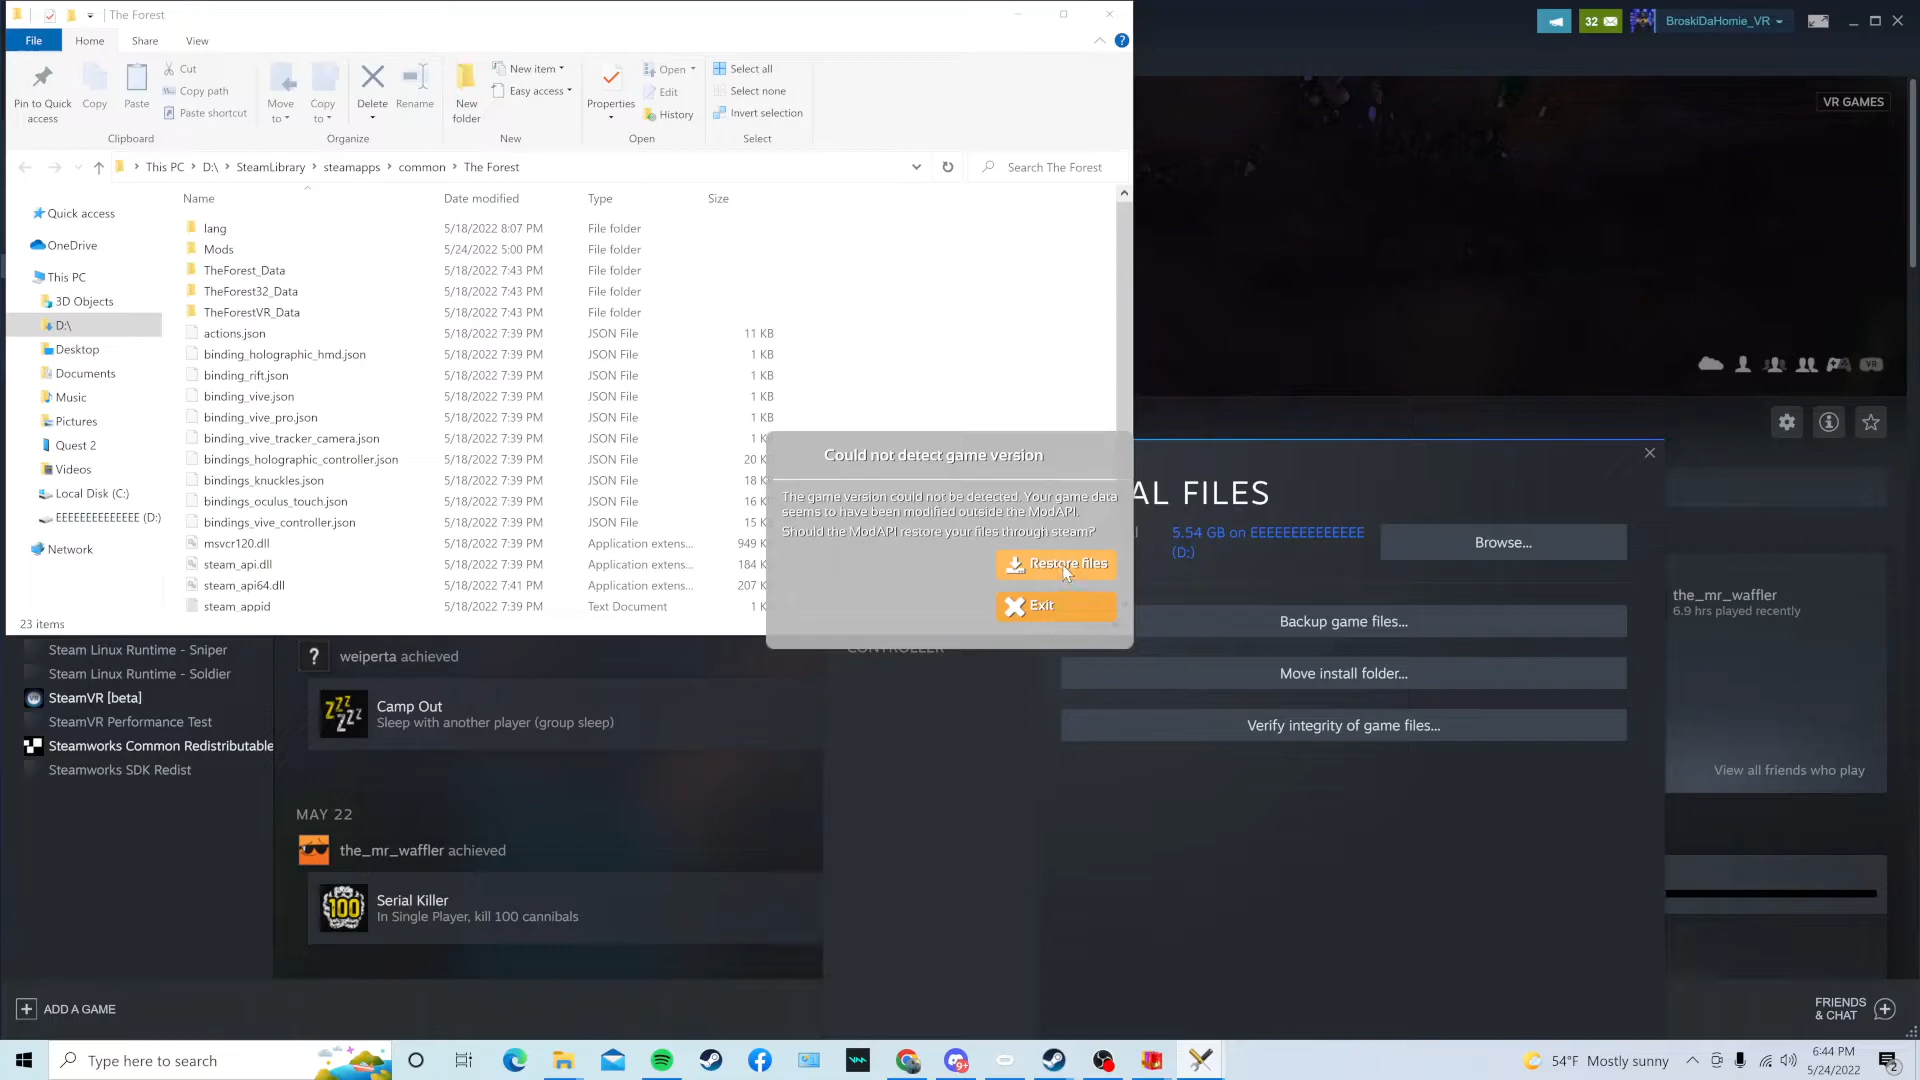 The Forest
32
BroskiDaHomie_VR
File
Home
Share
View
?
Pin to Quick access
Copy
Paste
Cut
Copy path
Paste shortcut
Clipboard
Move to
Copy to
Delete
Rename
Organize
New folder
New item
Easy access
New
Properties
Open
Edit
History
Open
Select all
Select none
Invert selection
Select
VR GAMES
This PC > D:\ > SteamLibrary > steamapps > common > The Forest
Search The Forest
Name Date modified Type Size
Quick access
OneDrive
This PC
3D Objects
D:\
Desktop
Documents
Music
Pictures
Quest 2
Videos
Local Disk (C:)
EEEEEEEEEEEEEE (D:)
Network
lang 5/18/2022 8:07 PM File folder
Mods 5/24/2022 5:00 PM File folder
TheForest_Data 5/18/2022 7:43 PM File folder
TheForest32_Data 5/18/2022 7:43 PM File folder
TheForestVR_Data 5/18/2022 7:43 PM File folder
actions.json 5/18/2022 7:39 PM JSON File 11 KB
binding_holographic_hmd.json 5/18/2022 7:39 PM JSON File 1 KB
binding_rift.json 5/18/2022 7:39 PM JSON File 1 KB
binding_vive.json 5/18/2022 7:39 PM JSON File 1 KB
binding_vive_pro.json 5/18/2022 7:39 PM JSON File 1 KB
binding_vive_tracker_camera.json 5/18/2022 7:39 PM JSON File 1 K
bindings_holographic_controller.json 5/18/2022 7:39 PM JSON File 20 K
bindings_knuckles.json 5/18/2022 7:39 PM JSON File 18 K
bindings_oculus_touch.json 5/18/2022 7:39 PM JSON File 16 K
bindings_vive_controller.json 5/18/2022 7:39 PM JSON File 15 K
msvcr120.dll 5/18/2022 7:39 PM Application extens... 949 K
steam_api.dll 5/18/2022 7:39 PM Application extens... 184 K
steam_api64.dll 5/18/2022 7:41 PM Application extens... 207 K
steam_appid 5/18/2022 7:39 PM Text Document 1 K
23 items
Could not detect game version
The game version could not be detected. Your game data
seems to have been modified outside the ModAPI.
Should the ModAPI restore your files through steam?
Restore files
Exit
AL FILES
5.54 GB on EEEEEEEEEEEEEE
(D:)
Browse...
Backup game files...
Move install folder...
Verify integrity of game files...
CONTROLLER
VR
the_mr_waffler
6.9 hrs played recently
View all friends who play
Steam Linux Runtime - Sniper
Steam Linux Runtime - Soldier
SteamVR [beta]
SteamVR Performance Test
Steamworks Common Redistributable
Steamworks SDK Redist
? weiperta achieved
Camp Out
Sleep with another player (group sleep)
MAY 22
the_mr_waffler achieved
100
Serial Killer
In Single Player, kill 100 cannibals
ADD A GAME
FRIENDS
& CHAT
Type here to search
9+
54°F Mostly sunny
6:44 PM
5/24/2022
2